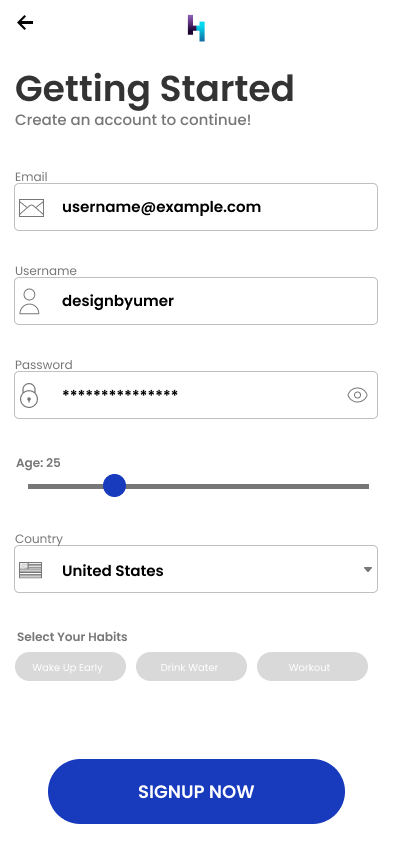 Getting Started
Create an account to continue!
Email
username@example.com
Username
designbyumer
Password
***************
Age: 25
Country
United States
Select Your Habits
Wake Up Early
Drink Water
Workout
SIGNUP NOW